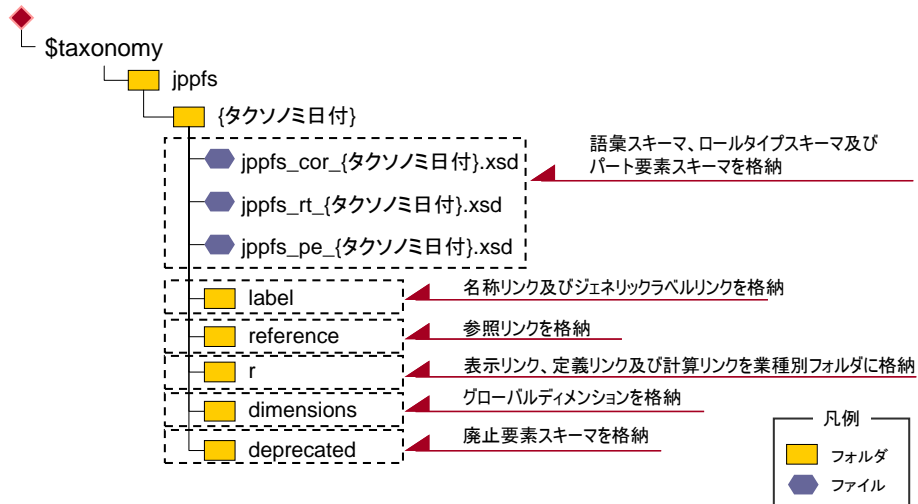 $taxonomy
jppfs
{タクソノミ日付}
jppfs_cor_{タクソノミ日付}.xsd
jppfs_rt_{タクソノミ日付}.xsd
jppfs_pe_{タクソノミ日付}.xsd
語彙スキーマ、ロールタイプスキーマ及び
パート要素スキーマを格納
label
名称リンク及びジェネリックラベルリンクを格納
reference
参照リンクを格納
r
表示リンク、定義リンク及び計算リンクを業種別フォルダに格納
dimensions
グローバルディメンションを格納
deprecated
廃止要素スキーマを格納
凡例
フォルダ
ファイル